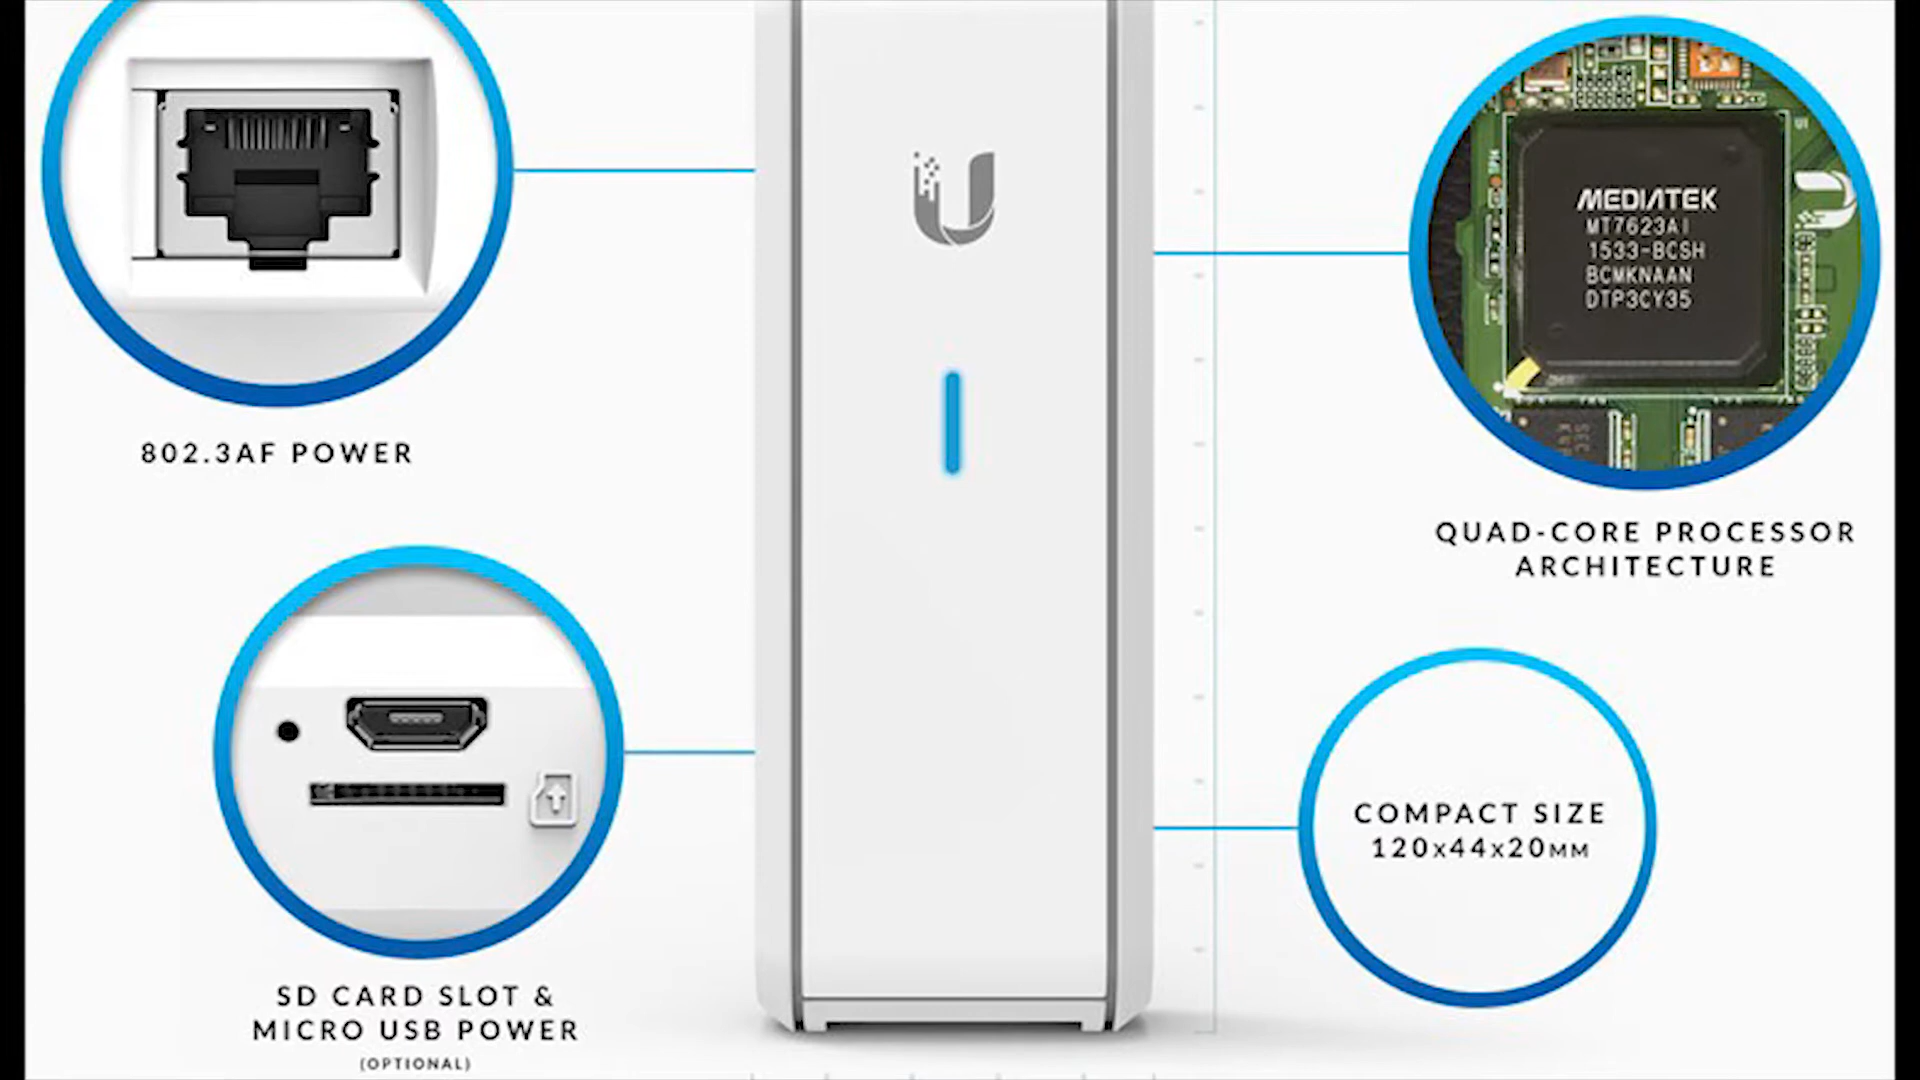 802.3AF POWER
SD CARD SLOT &
MICRO USB POWER
(OPTIONAL)
U
MEDIATEK
MT7623AI
1533-BCSH
BCMKNAAN
DTP3CY35
U1
QUAD-CORE PROCESSOR
ARCHITECTURE
COMPACT SIZE
120x44x20MM